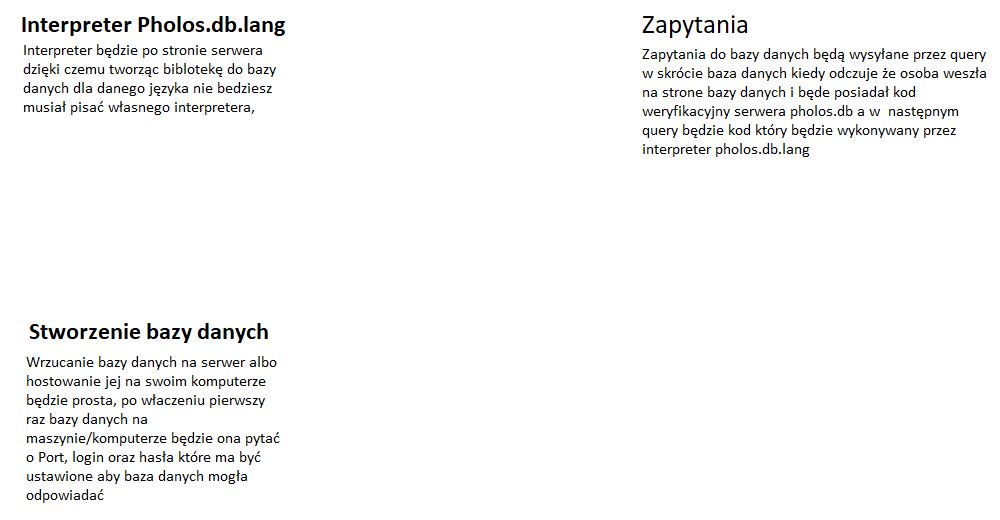 Interpreter Pholos.db.lang
Interpreter będzie po stronie serwera
dzięki czemu tworząc biblotekę do bazy
danych dla danego języka nie bedziesz
musiał pisać własnego interpretera,
Zapytania
Zapytania do bazy danych będą wysyłane przez query
w skrócie baza danych kiedy odczuje że osoba weszła
na strone bazy danych i będe posiadał kod
weryfikacyjny serwera pholos.db a w  następnym
query będzie kod który będzie wykonywany przez
interpreter pholos.db.lang
Stworzenie bazy danych
Wrzucanie bazy danych na serwer albo
hostowanie jej na swoim komputerze
będzie prosta, po właczeniu pierwszy
raz bazy danych na
maszynie/komputerze będzie ona pytać
o Port, login oraz hasła które ma być
ustawione aby baza danych mogła
odpowiadać